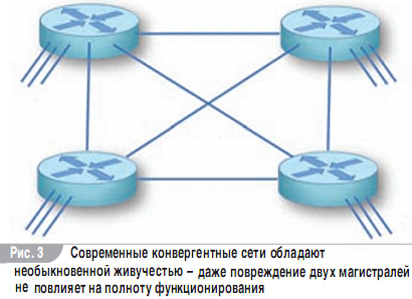 Рис. 3 Современные конвергентные сети обладают
необыкновенной живучестью – даже повреждение двух магистралей
не повлияет на полноту функционирования